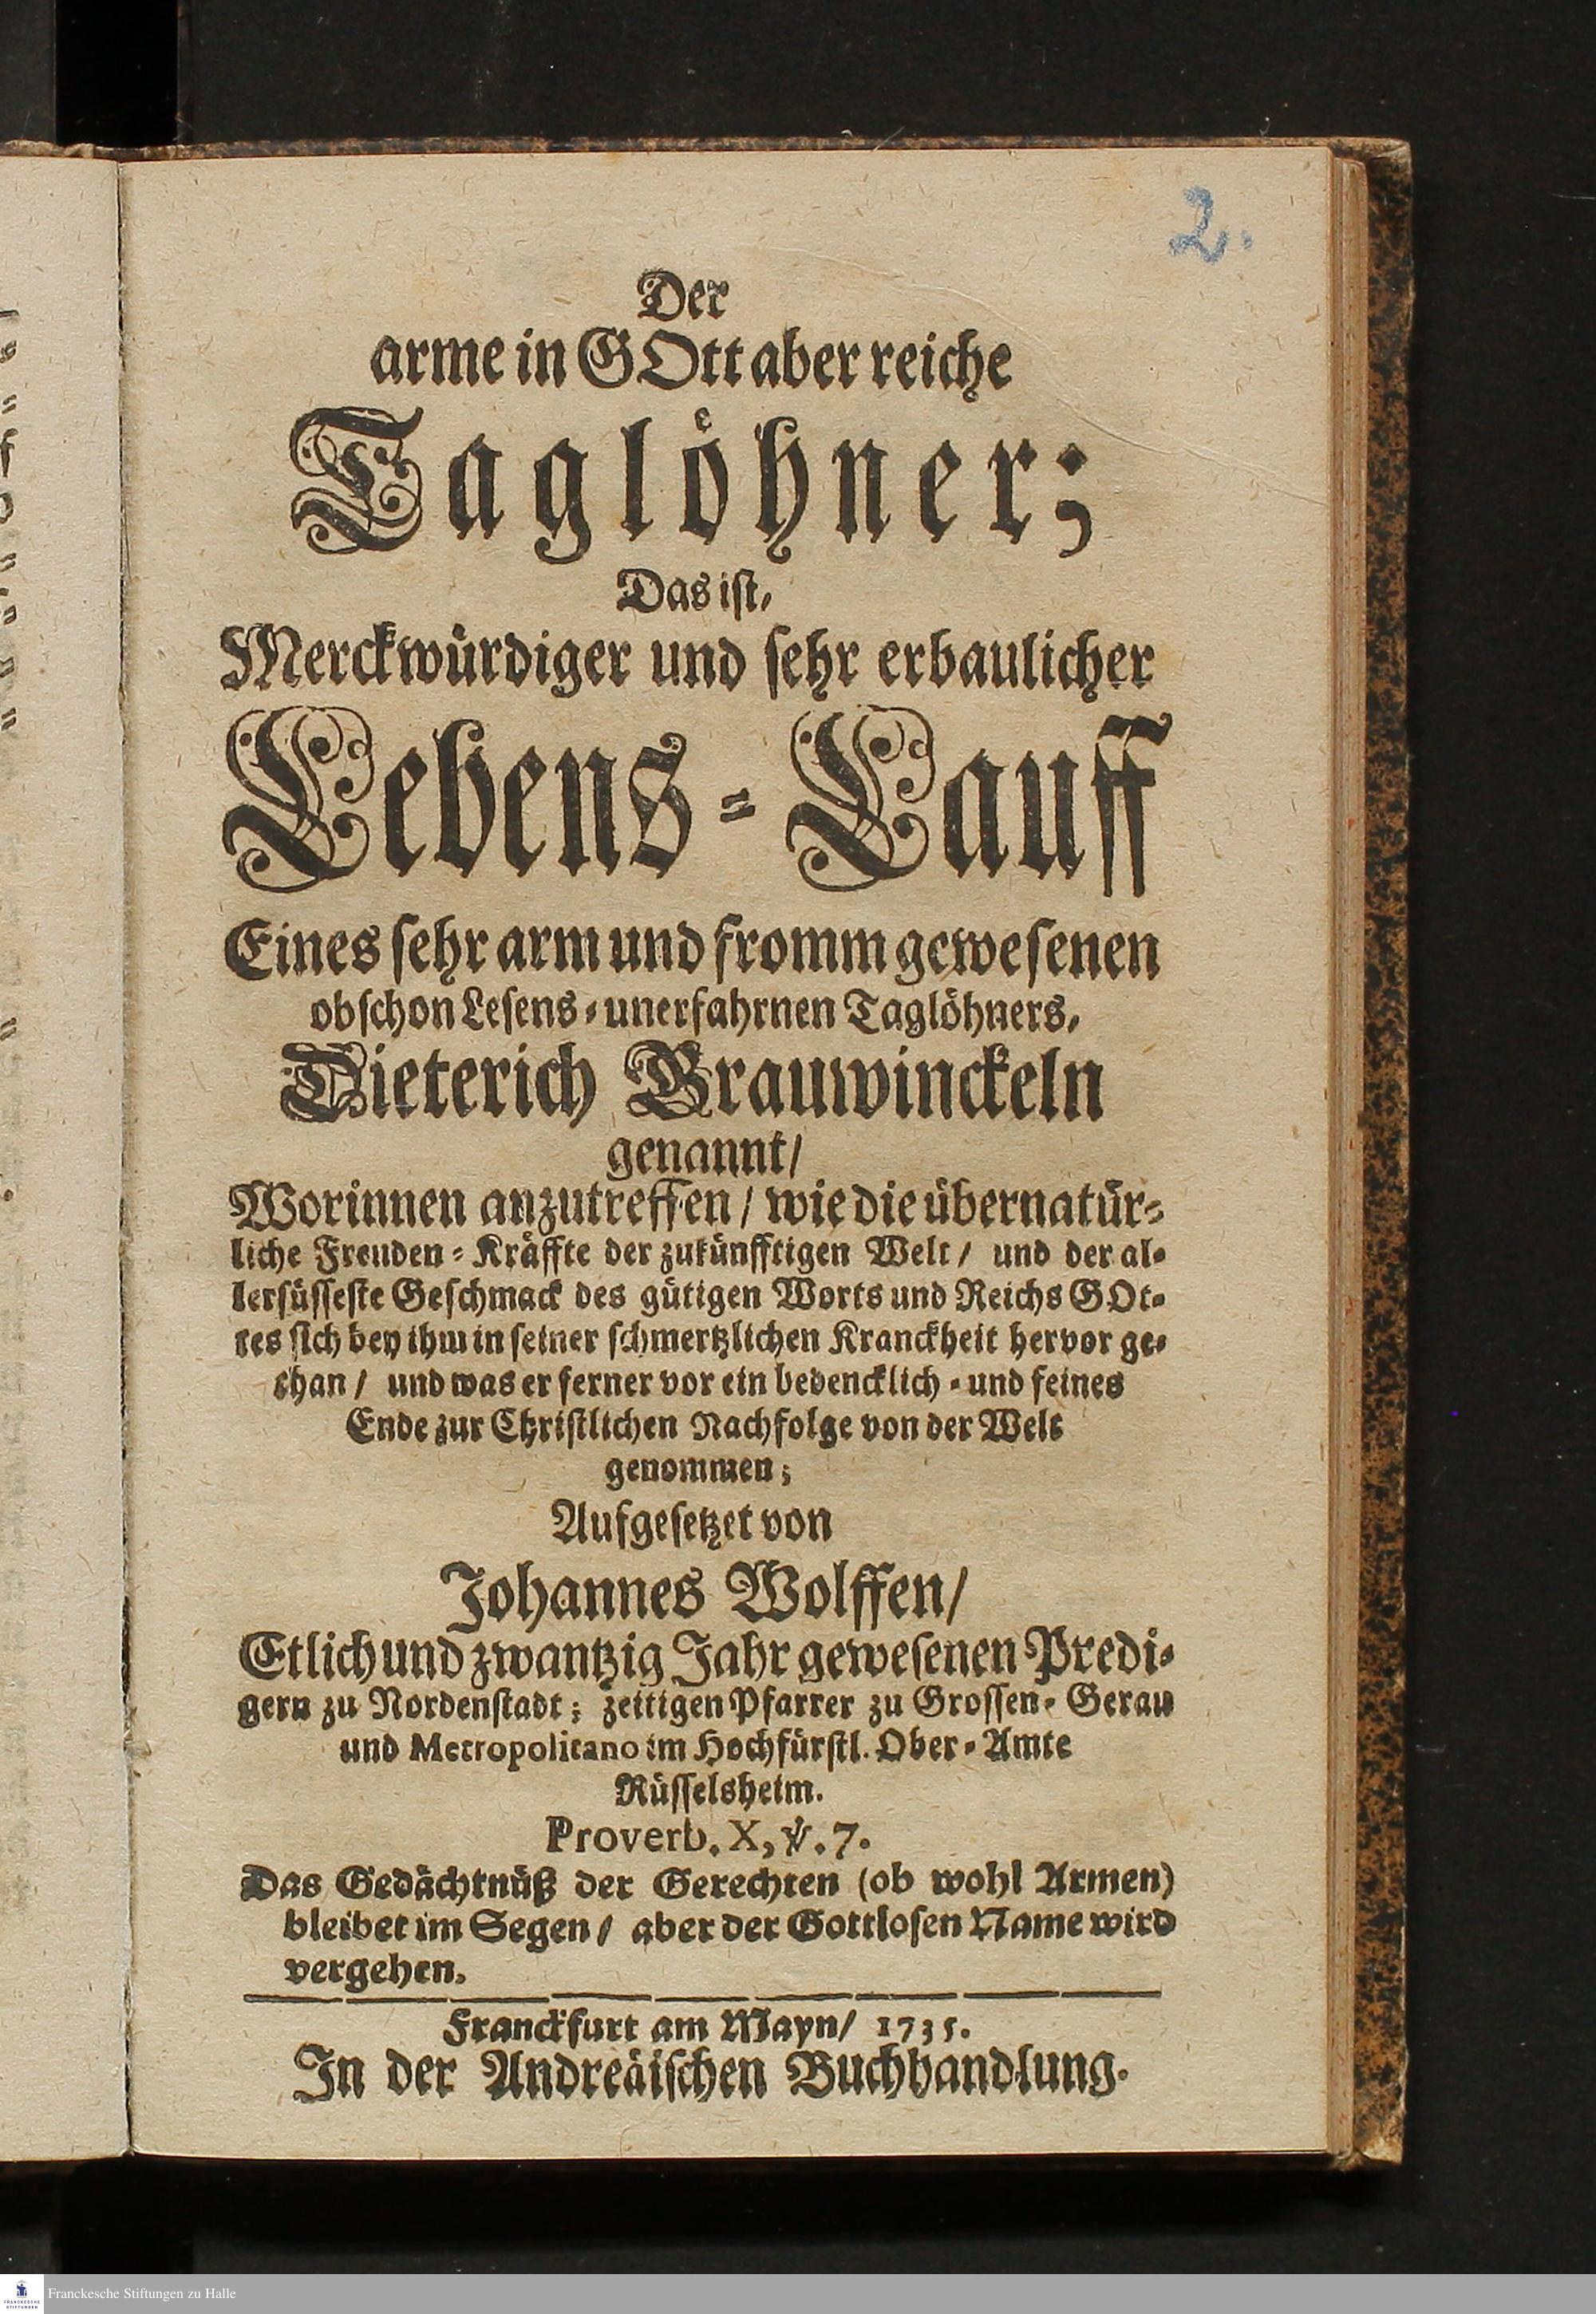 2.
Der
arme in GOtt aber reiche
Taglöhner;
Das ist,
Merckwürdiger und sehr erbaulicher
Lebens-Lauff
Eines sehr arm und fromm gewesenen
obschon Lesens-unerfahrnen Taglöhners,
Dieterich Brauwinckeln
genannt/
Worinnen anzutreffen/ wie die übernatür-
liche Freuden-Kräffte der zukünfftigen Welt/ und der al-
lersüsseste Geschmack des gütigen Worts und Reichs GOt-
tes sich bey ihm in seiner schmertzlichen Kranckheit hervor ge-
than/ und was er ferner vor ein bedencklich- und feines
Ende zur Christlichen Nachfolge von der Welt
genommen;
Aufgesetzet von
Johannes Wolffen/
Etlich und zwantzig Jahr gewesenen Predi-
gern zu Nordenstadt; zeitigen Pfarrer zu Grossen-Gerau
und Metropolitano im Hochfürstl. Ober-Amte
Rüsselsheim.
Proverb. X, ℣. 7.
Das Gedächtnüß der Gerechten (ob wohl Armen)
bleibet im Segen/ aber der Gottlosen Name wird
vergehen.
Franckfurt am Mayn/ 1735.
In der Andreäischen Buchhandlung.
FRANCKESCHE
STIFTUNGEN
Franckesche Stiftungen zu Halle